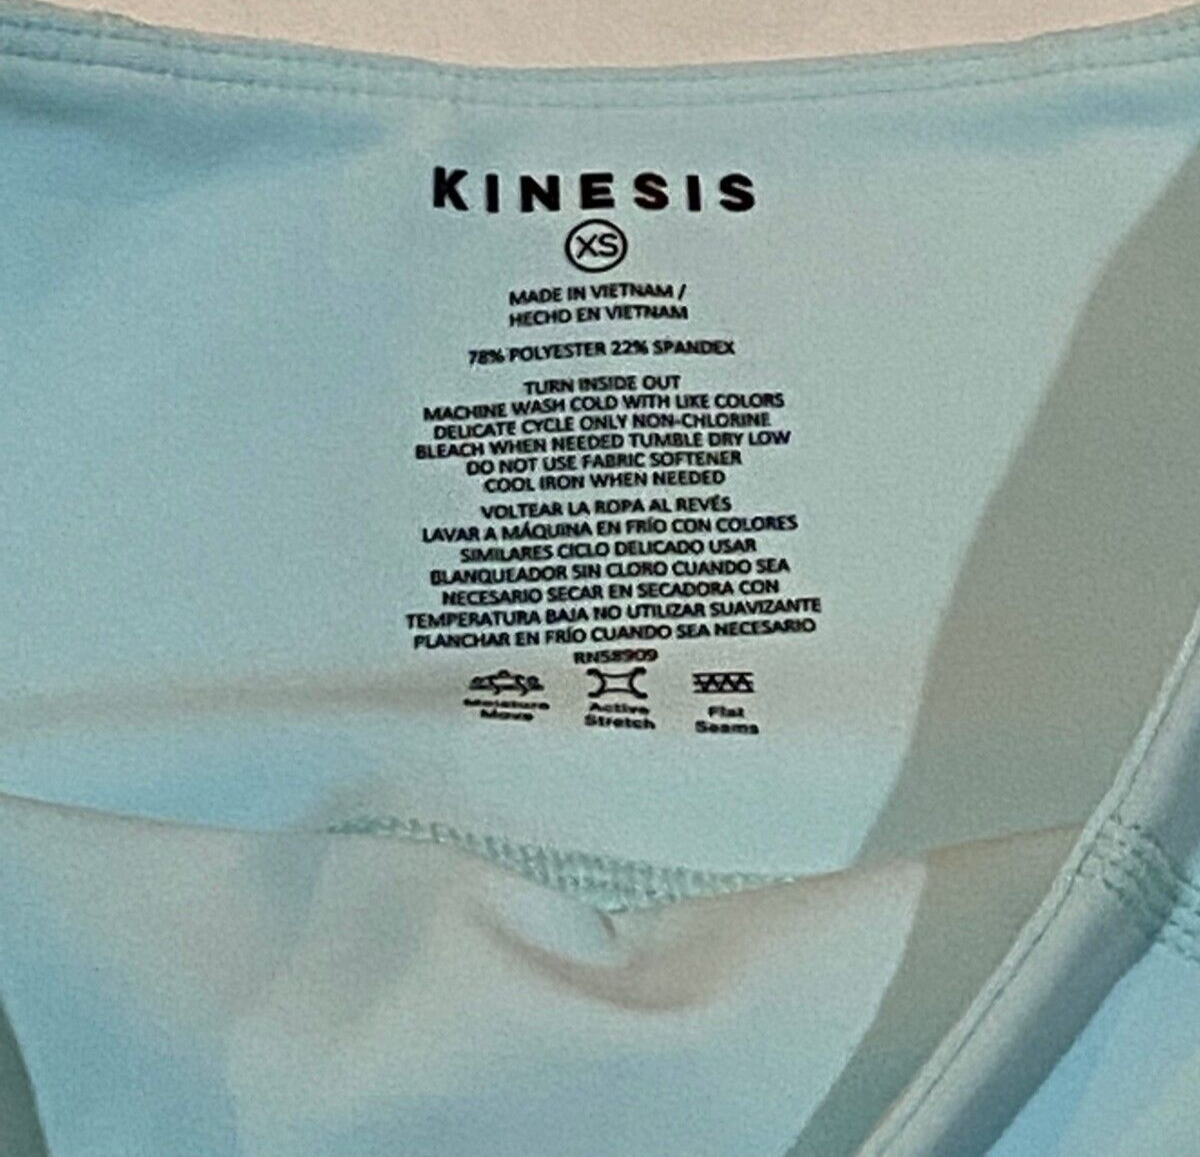 KINESIS
XS
MADE IN VIETNAM /
HECHO EN VIETNAM
78% POLYESTER 22% SPANDEX
TURN INSIDE OUT
MACHINE WASH COLD WITH LIKE COLORS
DELICATE CYCLE ONLY NON-CHLORINE
BLEACH WHEN NEEDED TUMBLE DRY LOW
DO NOT USE FABRIC SOFTENER
COOL IRON WHEN NEEDED
VOLTEAR LA ROPA AL REVÉS
LAVAR A MÁQUINA EN FRÍO CON COLORES
SIMILARES CICLO DELICADO USAR
BLANQUEADOR SIN CLORO CUANDO SEA
NECESARIO SECAR EN SECADORA CON
TEMPERATURA BAJA NO UTILIZAR SUAVIZANTE
PLANCHAR EN FRÍO CUANDO SEA NECESARIO
RN58909
Moisture
Move
Active
Stretch
Flat
Seams